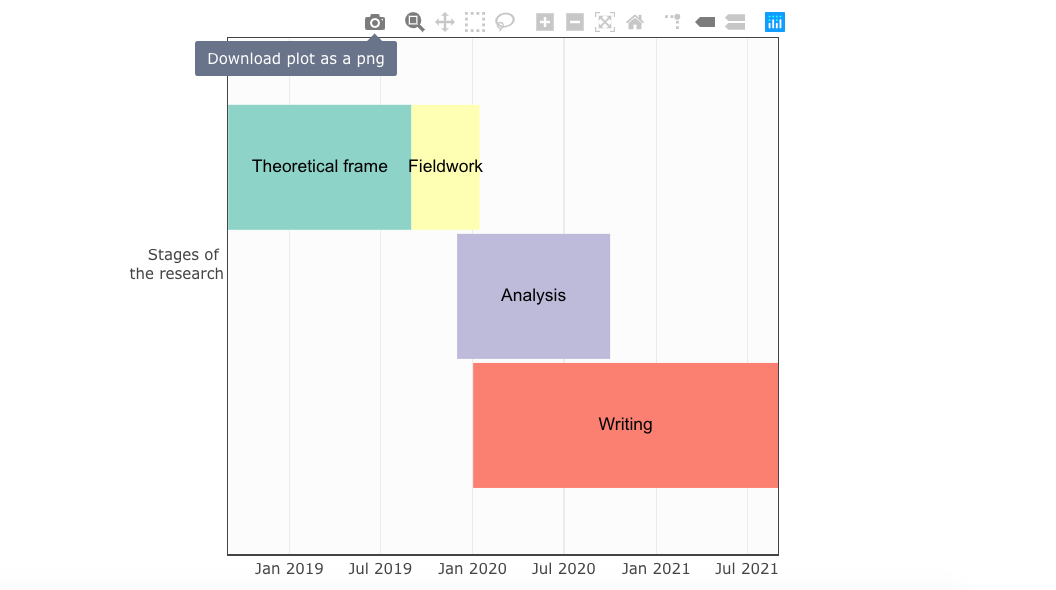 Download plot as a png
Theoretical frame
Fieldwork
Stages of
the research
Analysis
Writing
Jan 2019
Jul 2019
Jan 2020
Jul 2020
Jan 2021
Jul 2021